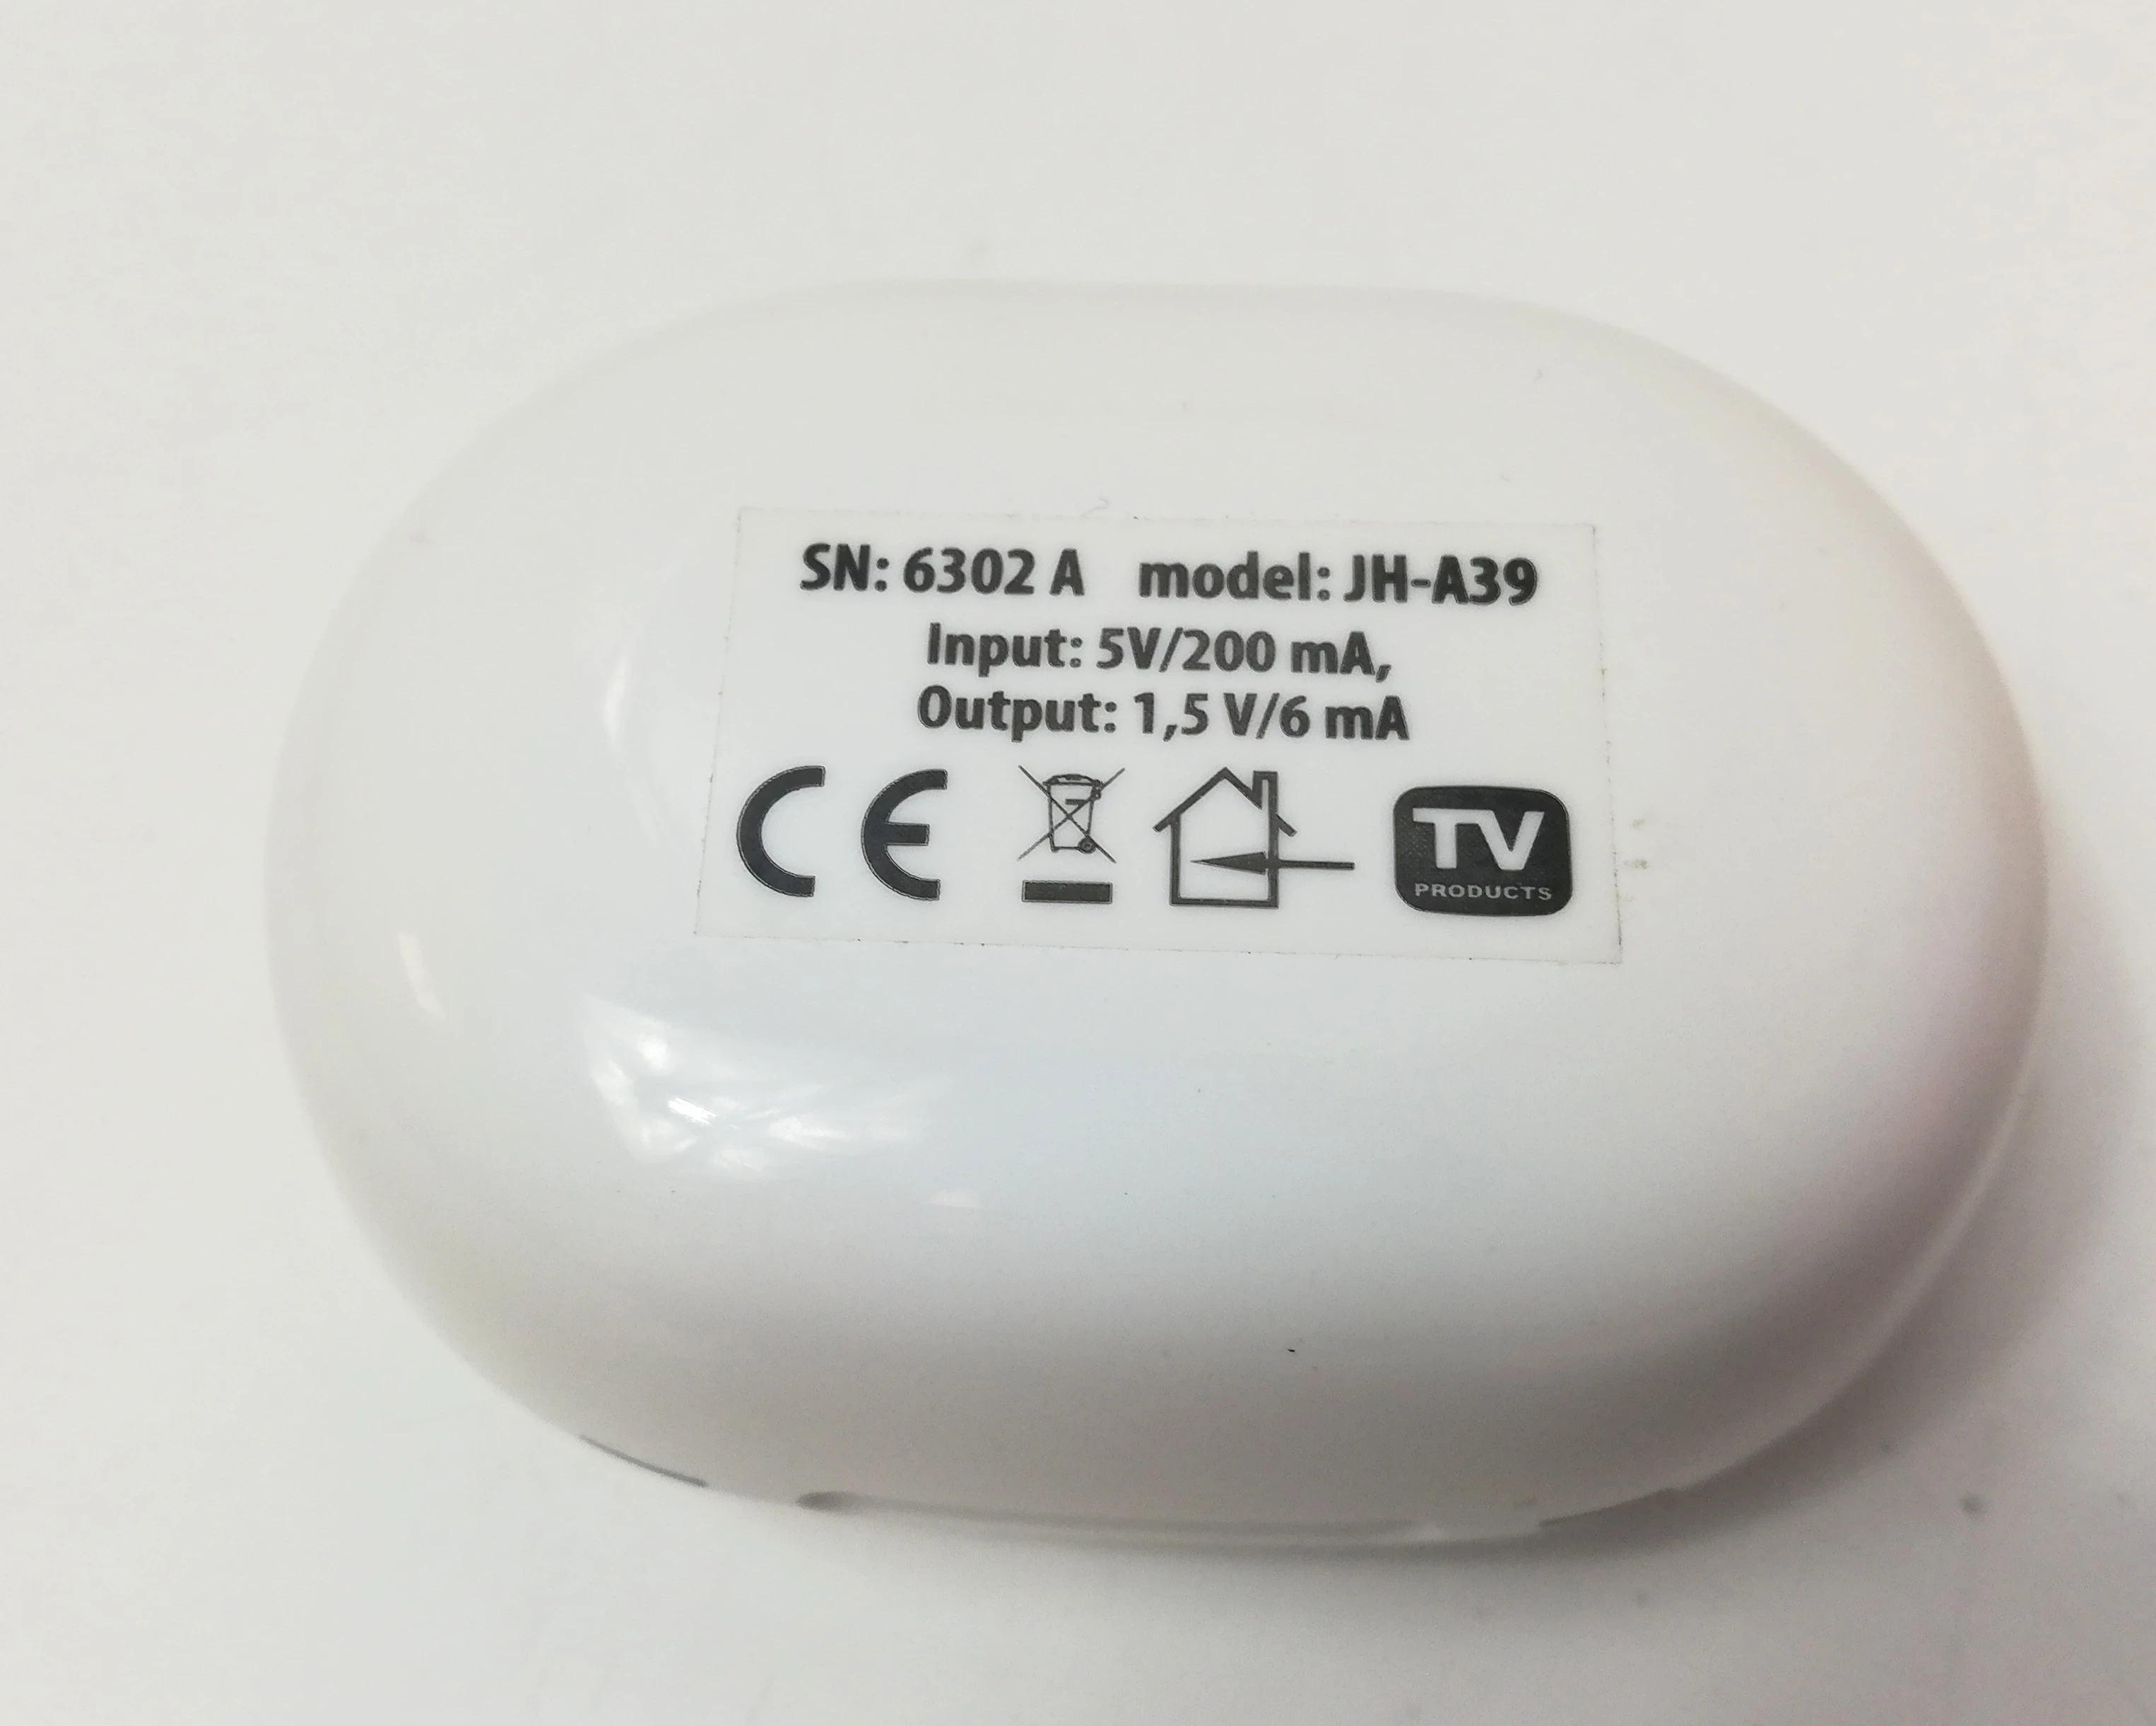 SN: 6302 A model: JH-A39
Input: 5V/200 mA,
Output: 1,5 V/6 mA
CE
TV
PRODUCTS